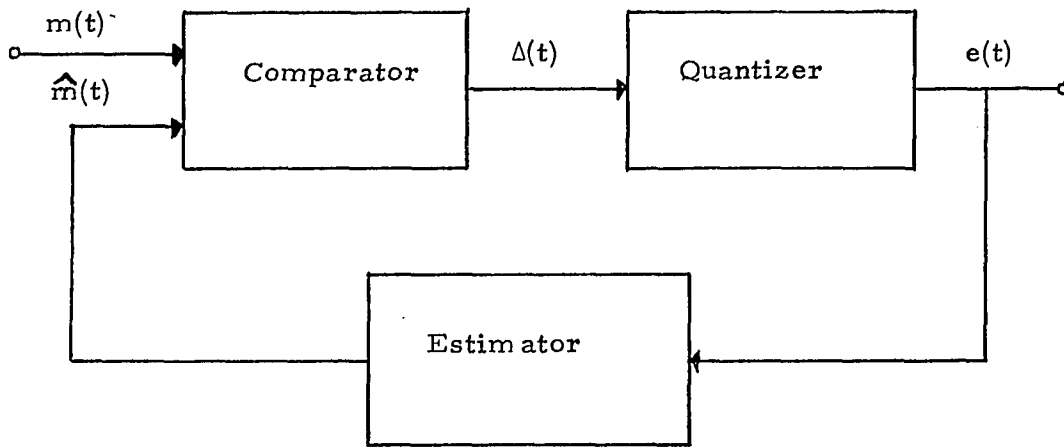 m(t)
m̂(t)
Comparator
Δ(t)
Quantizer
e(t)
Estimator